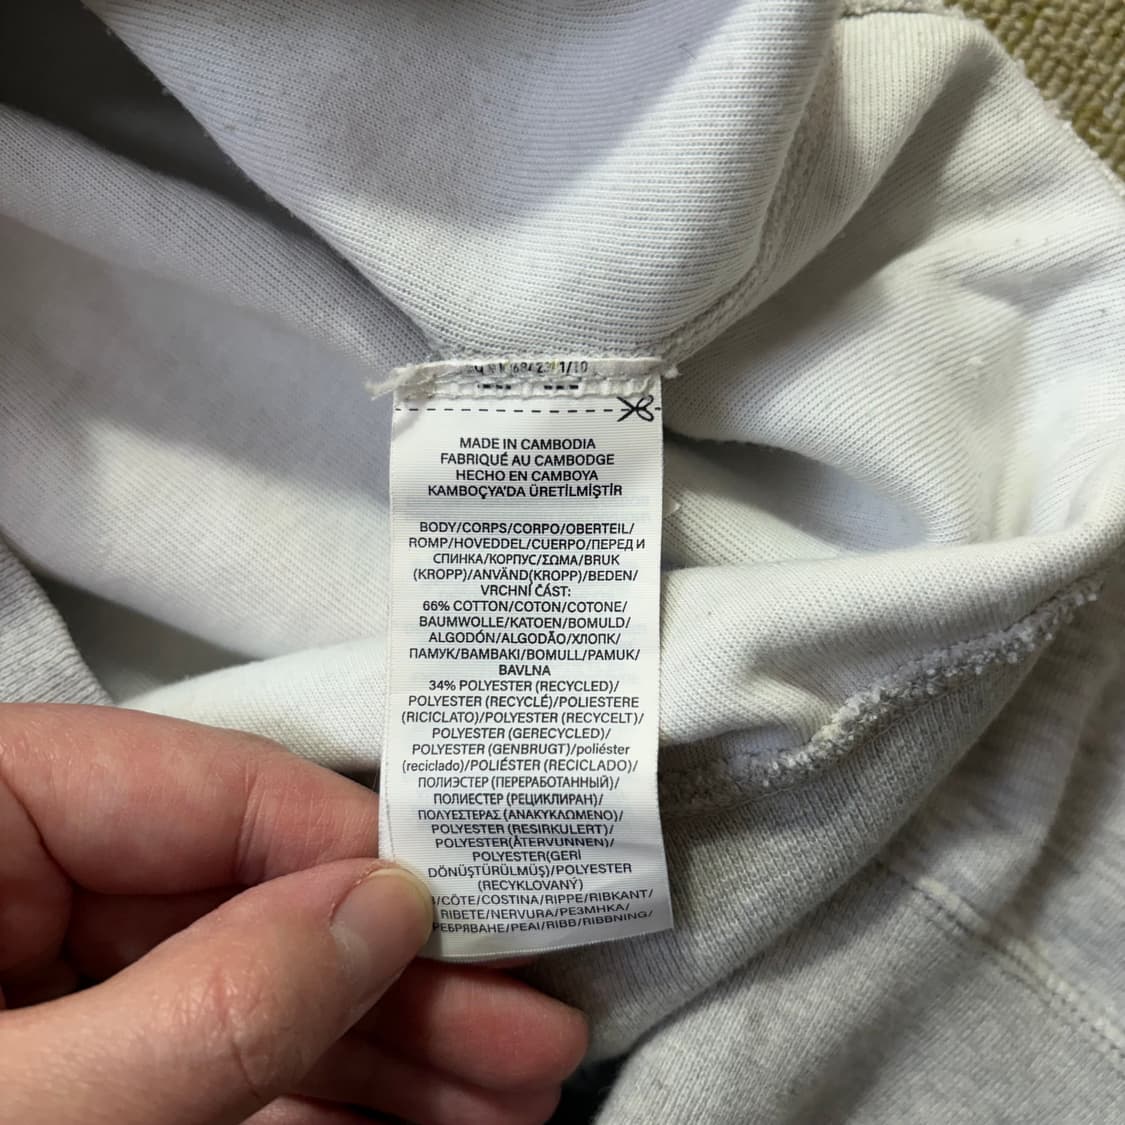 MADE IN CAMBODIA
FABRIQUÉ AU CAMBODGE
HECHO EN CAMBOYA
KAMBOÇYA'DA ÜRETİLMİŞTİR
BODY/CORPS/CORPO/OBERTEIL/
ROMP/HOVEDDEL/CUERPO/ПЕРЕД И
СПИНКА/КОРПУС/ΣΩΜΑ/BRUK
(KROPP)/ANVÄND(KROPP)/BEDEN/
VRCHNÍ ČÁST:
66% COTTON/COTON/COTONE/
BAUMWOLLE/KATOEN/BOMULD/
ALGODÓN/ALGODÃO/ХЛОПК/
ПАМУК/BAMBAKI/BOMULL/PAMUK/
BAVLNA
34% POLYESTER (RECYCLED)/
POLYESTER (RECYCLÉ)/POLIESTERE
(RICICLATO)/POLYESTER (RECYCELT)/
POLYESTER (GERECYCLED)/
POLYESTER (GENBRUGT)/poliéster
(reciclado)/POLIÉSTER (RECICLADO)/
ПОЛИЭСТЕР (ПЕРЕРАБОТАННЫЙ)/
ПОЛИЕСТЕР (РЕЦИКЛИРАН)/
ΠΟΛΥΕΣΤΕΡΑΣ (ΑΝΑΚΥΚΛΩΜΕΝΟ)/
POLYESTER (RESIRKULERT)/
POLYESTER(ÅTERVUNNEN)/
POLYESTER(GERİ
DÖNÜŞTÜRÜLMÜŞ)/POLYESTER
(RECYKLOVANÝ)
/CÔTE/COSTINA/RIPPE/RIBKANT/
RIBETE/NERVURA/РЕЗМНКА/
РЕБРЯВАНЕ/PEAI/RIBB/RIBBNING/